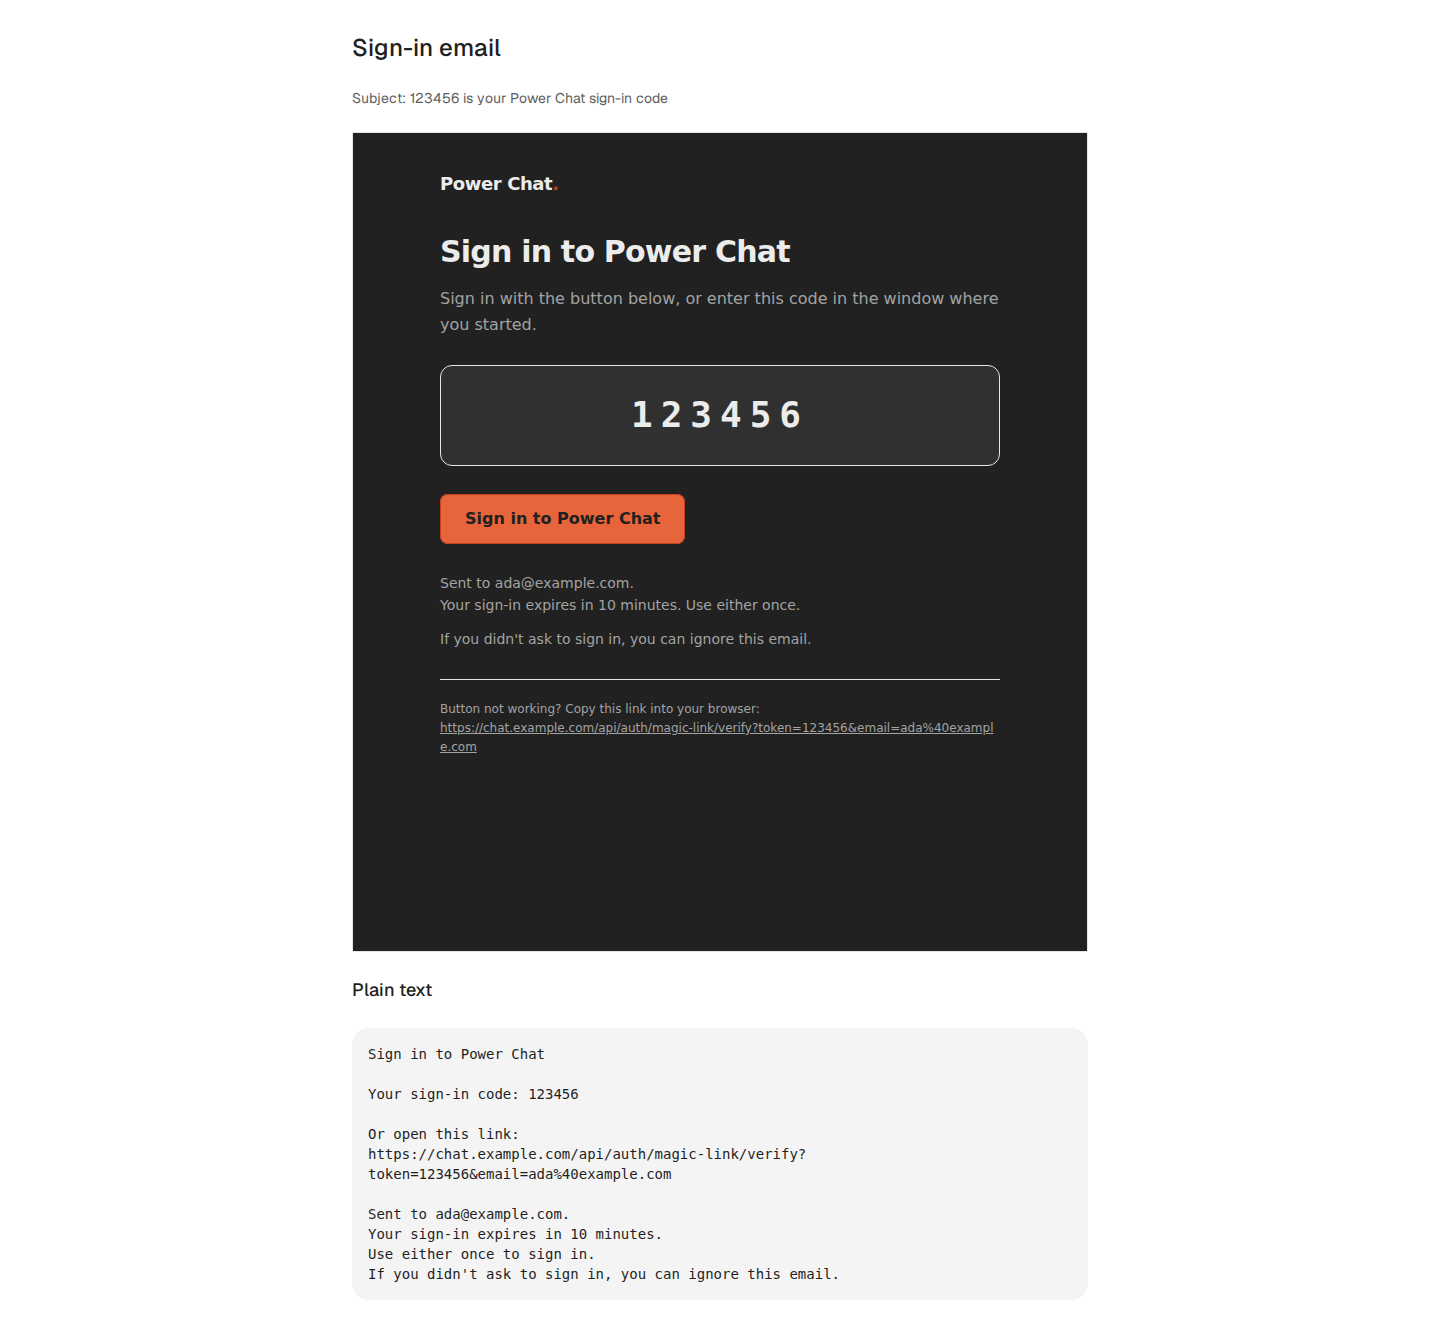 Sign-in email
Subject: 123456 is your Power Chat sign-in code
Power Chat.
Sign in to Power Chat
Sign in with the button below, or enter this code in the window where
you started.
123456
Sign in to Power Chat
Sent to ada@example.com.
Your sign-in expires in 10 minutes. Use either once.
If you didn't ask to sign in, you can ignore this email.
Button not working? Copy this link into your browser:
https://chat.example.com/api/auth/magic-link/verify?token=123456&email=ada%40exampl
e.com
Plain text
Sign in to Power Chat
Your sign-in code: 123456
Or open this link:
https://chat.example.com/api/auth/magic-link/verify?
token=123456&email=ada%40example.com
Sent to ada@example.com.
Your sign-in expires in 10 minutes.
Use either once to sign in.
If you didn't ask to sign in, you can ignore this email.